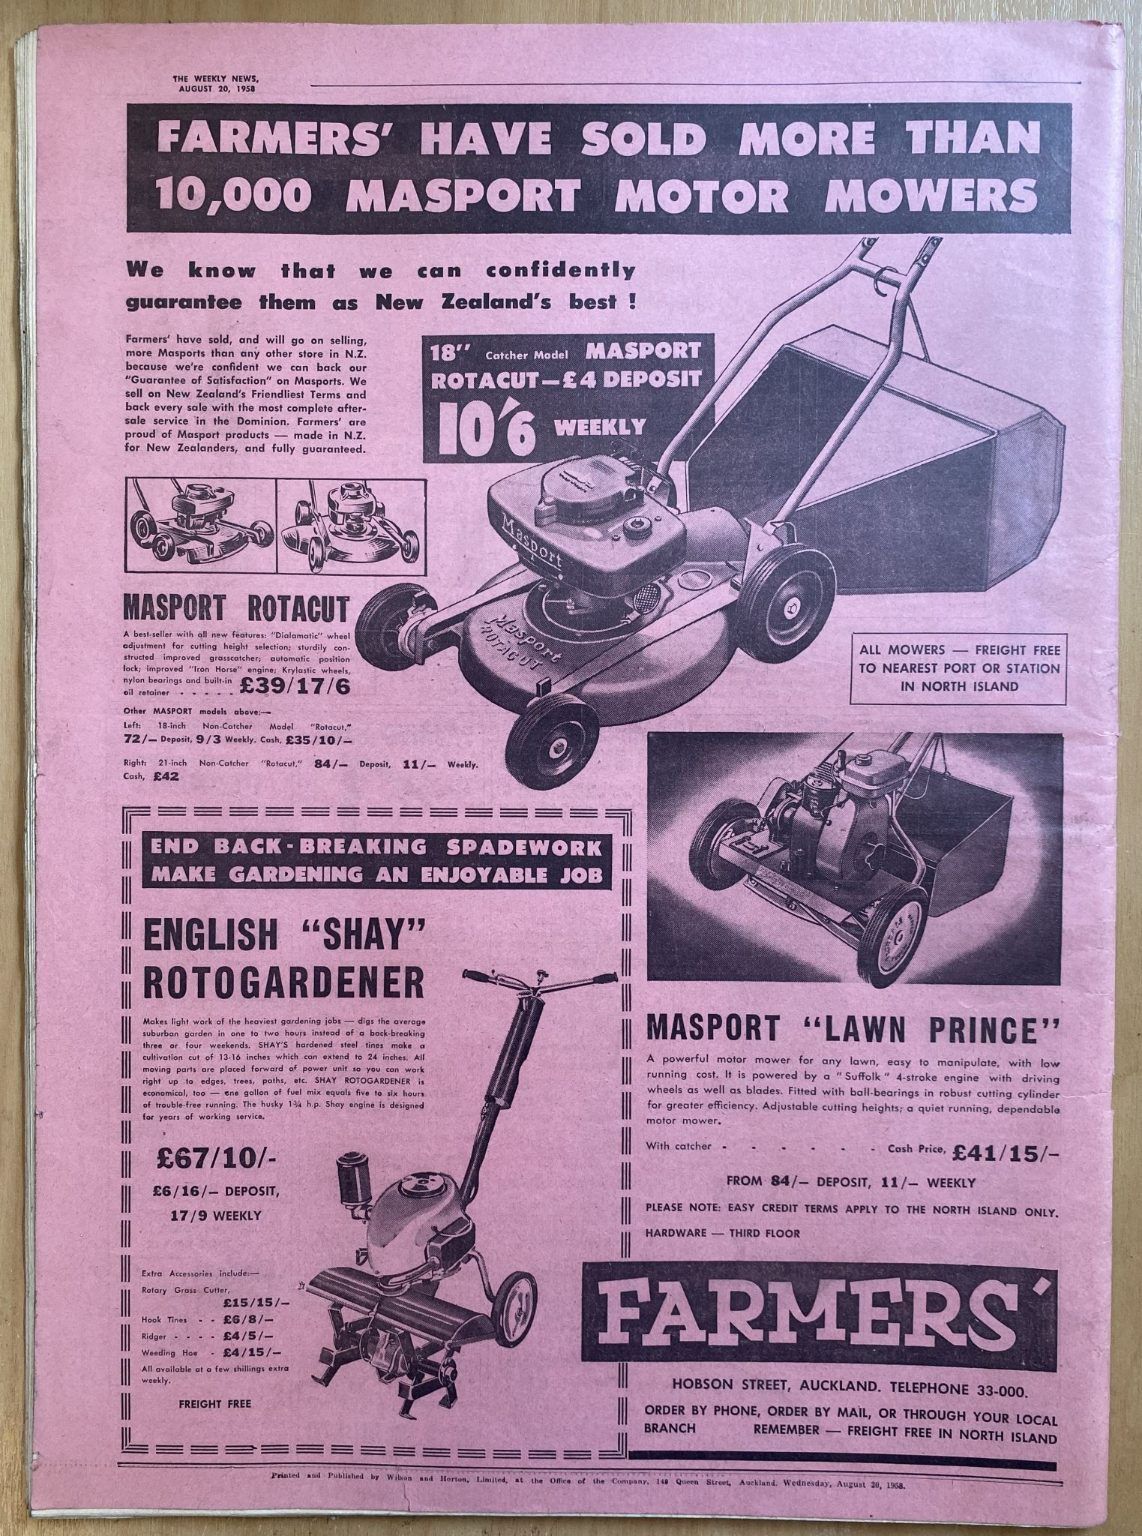 THE WEEKLY NEWS,
AUGUST 20, 1958
FARMERS' HAVE SOLD MORE THAN
10,000 MASPORT MOTOR MOWERS
We know that we can confidently
guarantee them as New Zealand's best !
Farmers' have sold, and will go on selling,
more Masports than any other store in N.Z.
because we're confident we can back our
"Guarantee of Satisfaction" on Masports. We
sell on New Zealand's Friendliest Terms and
back every sale with the most complete after-
sale service in the Dominion. Farmers' are
proud of Masport products — made in N.Z.
for New Zealanders, and fully guaranteed.
18" Catcher Model MASPORT
ROTACUT—£4 DEPOSIT
10'6 WEEKLY
Masport
Masport
ROTACUT
MASPORT ROTACUT
A best-seller with all new features: "Dialamatic" wheel
adjustment for cutting height selection; sturdily con-
structed improved grasscatcher; automatic position
lock; improved "Iron Horse" engine; Krylastic wheels,
nylon bearings and built-in
oil retainer - - - - - £39/17/6
Other MASPORT models above:—
Left: 18-inch Non-Catcher Model "Rotacut,"
72/— Deposit, 9/3 Weekly. Cash, £35/10/—
Right: 21-inch Non-Catcher "Rotacut," 84/— Deposit, 11/— Weekly.
Cash, £42
ALL MOWERS — FREIGHT FREE
TO NEAREST PORT OR STATION
IN NORTH ISLAND
END BACK-BREAKING SPADEWORK
MAKE GARDENING AN ENJOYABLE JOB
ENGLISH "SHAY"
ROTOGARDENER
Makes light work of the heaviest gardening jobs — digs the average
suburban garden in one to two hours instead of a back-breaking
three or four weekends. SHAY'S hardened steel tines make a
cultivation cut of 13-16 inches which can extend to 24 inches. All
moving parts are placed forward of power unit so you can work
right up to edges, trees, paths, etc. SHAY ROTOGARDENER is
economical, too — one gallon of fuel mix equals five to six hours
of trouble-free running. The husky 1¾ h.p. Shay engine is designed
for years of working service.
£67/10/-
£6/16/— DEPOSIT,
17/9 WEEKLY
Extra Accessories include:—
Rotary Grass Cutter,
£15/15/—
Hook Tines - - £6/8/—
Ridger - - - - £4/5/—
Weeding Hoe - £4/15/—
All available at a few shillings extra
weekly.
FREIGHT FREE
MASPORT "LAWN PRINCE"
A powerful motor mower for any lawn, easy to manipulate, with low
running cost. It is powered by a "Suffolk" 4-stroke engine with driving
wheels as well as blades. Fitted with ball-bearings in robust cutting cylinder
for greater efficiency. Adjustable cutting heights; a quiet running, dependable
motor mower.
With catcher - - - - - - Cash Price, £41/15/—
FROM 84/— DEPOSIT, 11/— WEEKLY
PLEASE NOTE: EASY CREDIT TERMS APPLY TO THE NORTH ISLAND ONLY.
HARDWARE — THIRD FLOOR
FARMERS'
HOBSON STREET, AUCKLAND. TELEPHONE 33-000.
ORDER BY PHONE, ORDER BY MAIL, OR THROUGH YOUR LOCAL
BRANCH REMEMBER — FREIGHT FREE IN NORTH ISLAND
Printed and Published by Wilson and Horton, Limited, at the Office of the Company, 149 Queen Street, Auckland, Wednesday, August 20, 1958.